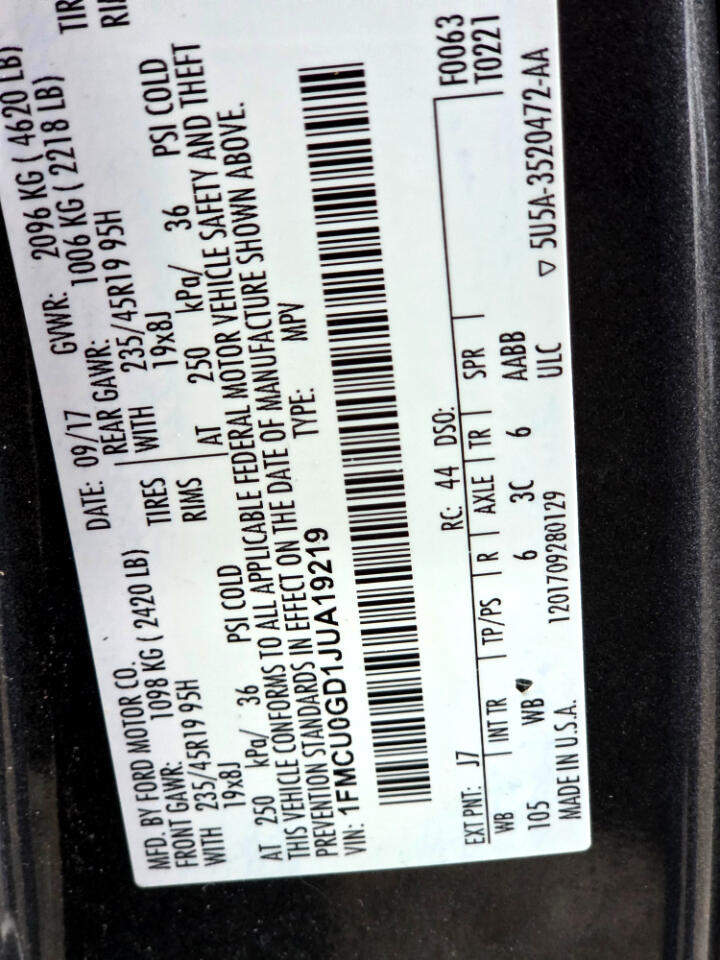 MFD. BY FORD MOTOR CO.
DATE: 09/17 GVWR: 2096 KG ( 4620 LB)
FRONT GAWR: 1098 KG ( 2420 LB) REAR GAWR: 1006 KG ( 2218 LB)
WITH 235/45R19 95H TIRES WITH 235/45R19 95H TIR
19x8J RIMS 19x8J RI
AT 250 kPa/ 36 PSI COLD AT 250 kPa/ 36 PSI COLD
THIS VEHICLE CONFORMS TO ALL APPLICABLE FEDERAL MOTOR VEHICLE SAFETY AND THEFT
PREVENTION STANDARDS IN EFFECT ON THE DATE OF MANUFACTURE SHOWN ABOVE.
VIN: 1FMCU0GD1JUA19219 TYPE: MPV
F0063
T0221
EXT PNT: J7 RC: 44 DSO:
WB INT TR TP/PS R AXLE TR SPR
105 WB 6 3C 6 AABB
ULC
MADE IN U.S.A. 1201709280129 ▽ 5U5A-3520472-AA